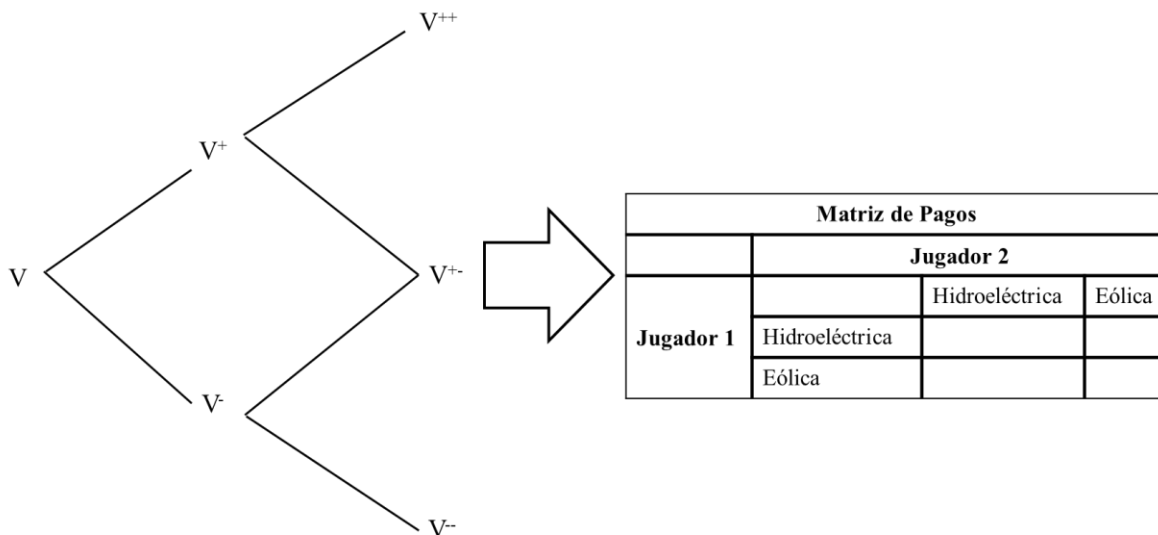 V
V⁺
V⁻
V⁺⁺
V⁺⁻
V⁻⁻
Matriz de Pagos
Jugador 2
Hidroeléctrica Eólica
Jugador 1
Hidroeléctrica
Eólica